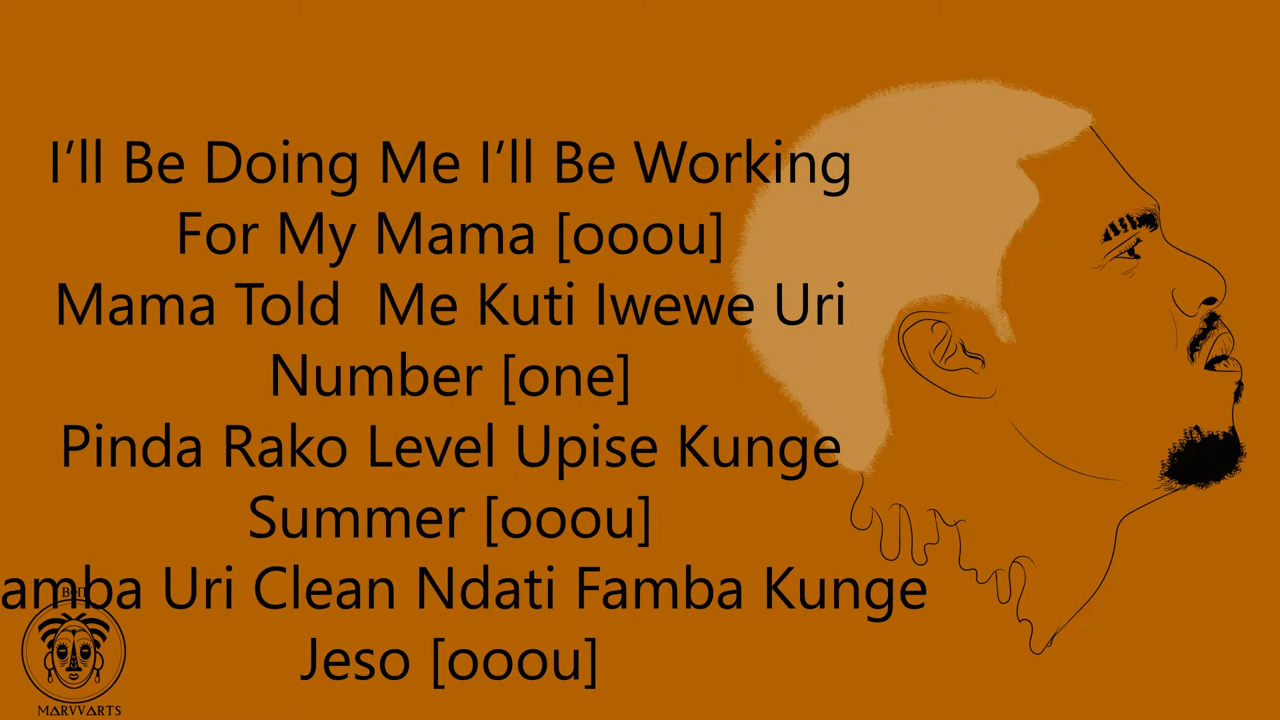 I’ll Be Doing Me I’ll Be Working
For My Mama [ooou]
Mama Told  Me Kuti Iwewe Uri
Number [one]
Pinda Rako Level Upise Kunge
Summer [ooou]
amba Uri Clean Ndati Famba Kunge
Jeso [ooou]
MARVVARTS